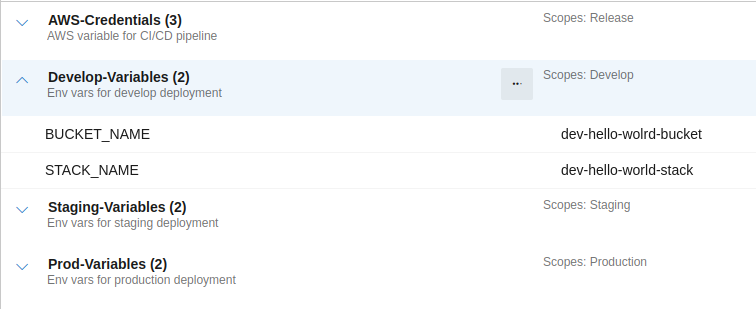 AWS-Credentials (3)
Scopes: Release
AWS variable for CI/CD pipeline
Develop-Variables (2)
Scopes: Develop
Env vars for develop deployment
BUCKET_NAME
dev-hello-wolrd-bucket
STACK_NAME
dev-hello-world-stack
Staging-Variables (2)
Scopes: Staging
Env vars for staging deployment
Prod-Variables (2)
Scopes: Production
Env vars for production deployment